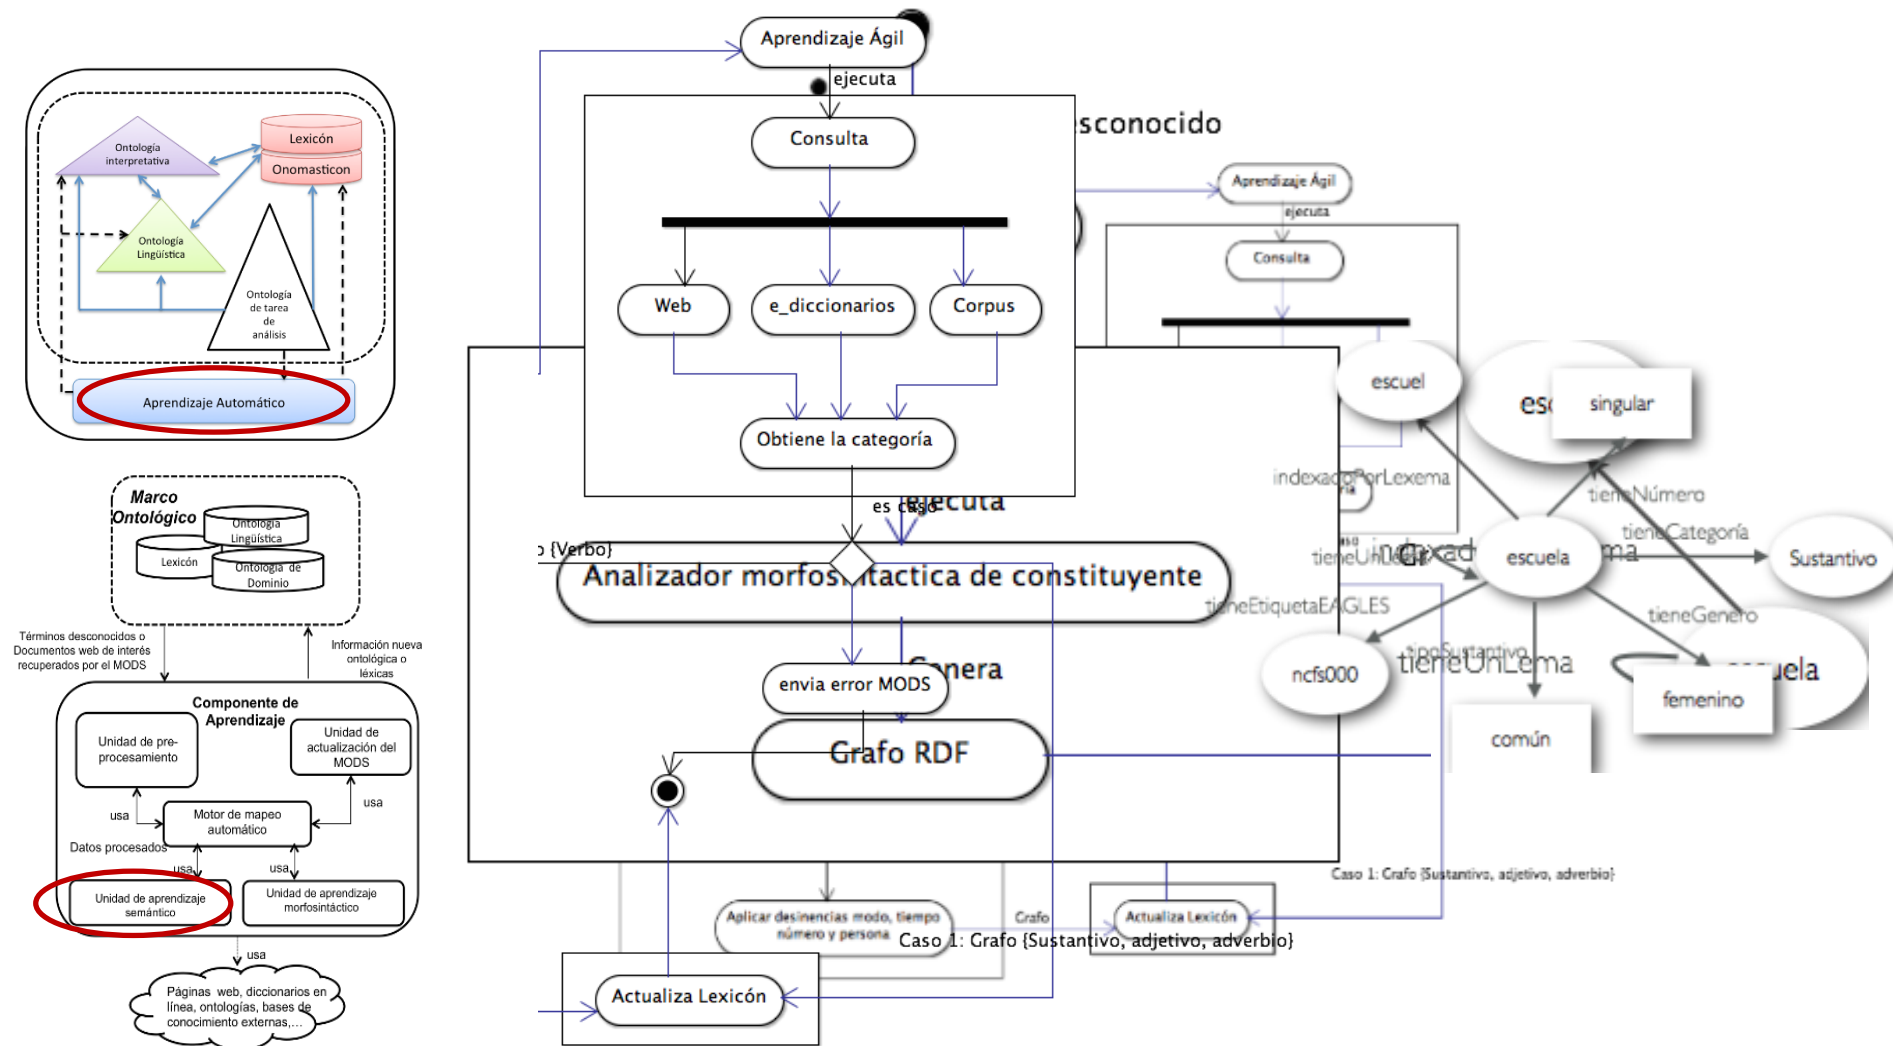 Ontología
interpretativa
Lexicón
Onomasticon
Ontología
Lingüística
Ontología
de tarea
de
análisis
Aprendizaje Automático
Marco
Ontológico
Ontología
Lingüística
Lexicón
Ontología de
Dominio
Términos desconocidos o
Documentos web de interés
recuperados por el MODS
Información nueva
ontológica o
léxicas
Componente de
Aprendizaje
Unidad de pre-
procesamiento
Unidad de
actualización del
MODS
usa
usa
Motor de mapeo
automático
Datos procesados
usa
usa
Unidad de aprendizaje
semántico
Unidad de aprendizaje
morfosintáctico
usa
Páginas web, diccionarios en
línea, ontologías, bases de
conocimiento externas,...
Aprendizaje Ágil
ejecuta
Consulta
Web
e_diccionarios
Corpus
Obtiene la categoría
es caso
ejecuta
{Verbo}
Analizador morfosintáctica de constituyente
envia error MODS
Genera
Grafo RDF
Aplicar desinencias modo, tiempo
número y persona
Grafo
Actualiza Lexicón
Caso 1: Grafo {Sustantivo, adjetivo, adverbio}
Actualiza Lexicón
sconocido
Aprendizaje Ágil
ejecuta
Consulta
Caso 1: Grafo {Sustantivo, adjetivo, adverbio}
escuel
singular
indexadoPorLexema
tieneNúmero
tieneCategoría
escuela
Sustantivo
tieneEtiquetaEAGLES
tieneGenero
tipoSustantivo
tieneUnLema
ncfs000
femenino
común